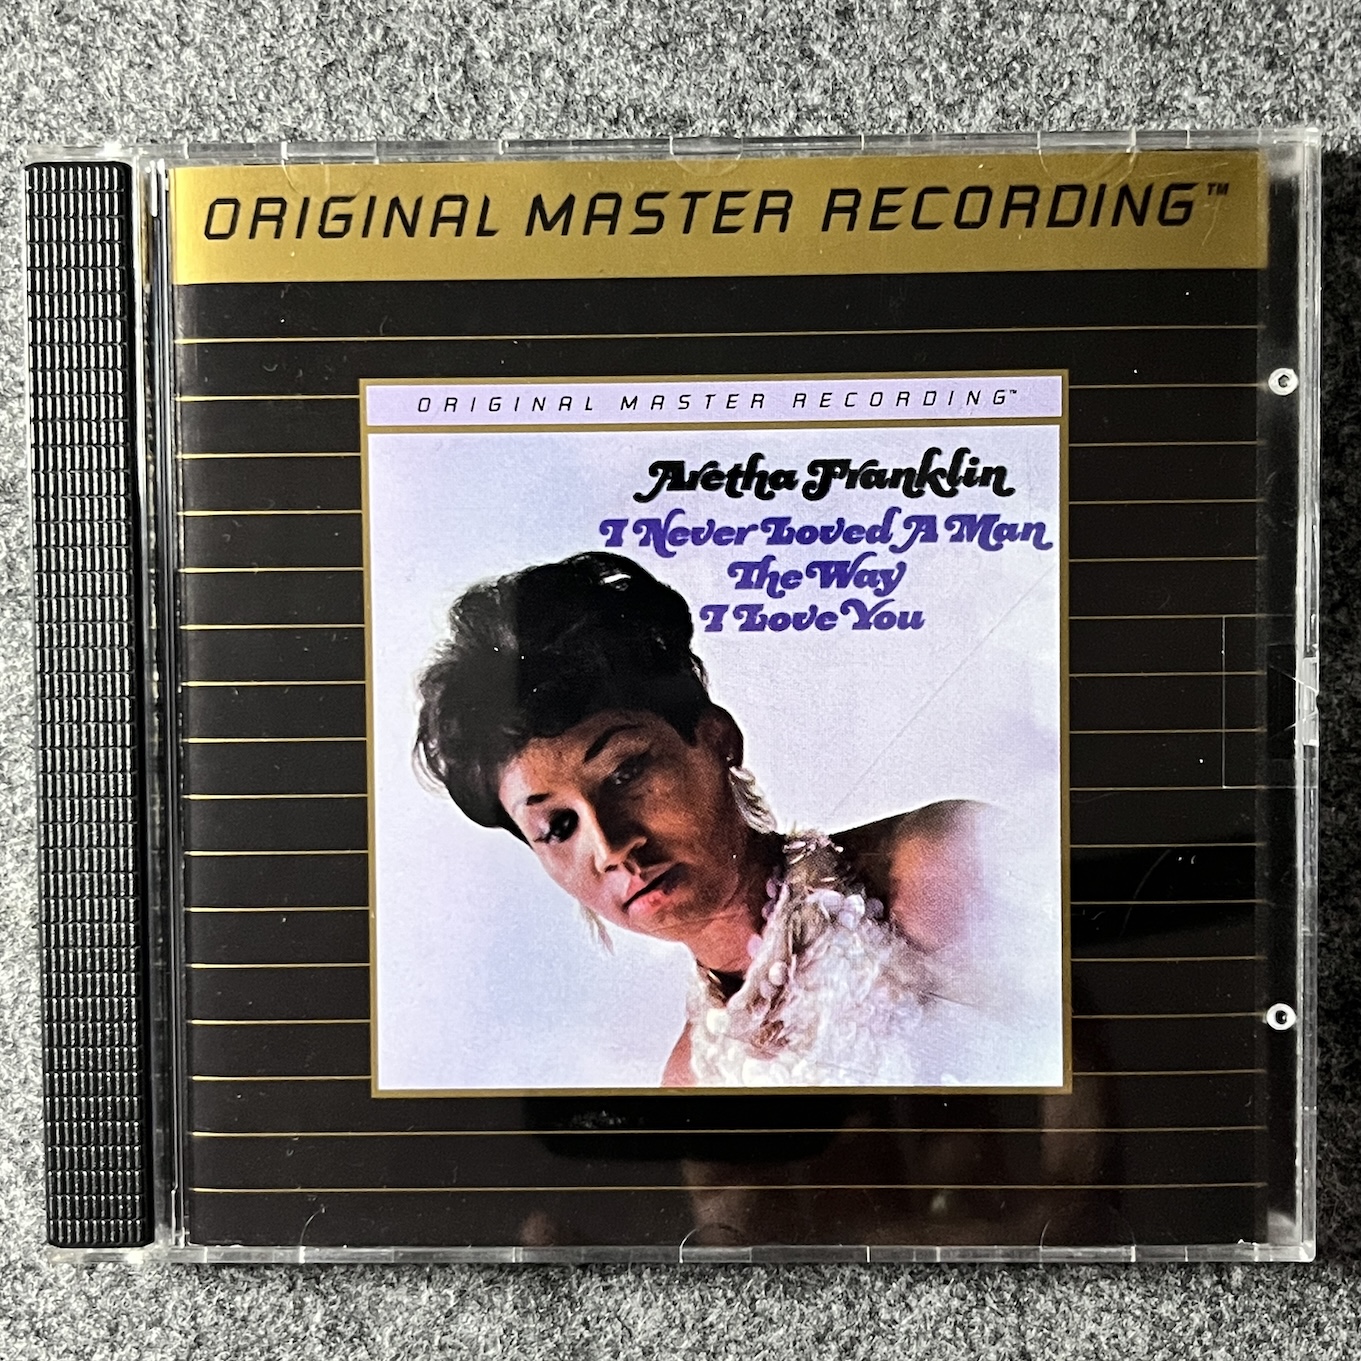 ORIGINAL MASTER RECORDING™
ORIGINAL MASTER RECORDING™
Aretha Franklin
I Never Loved A Man
The Way
I Love You